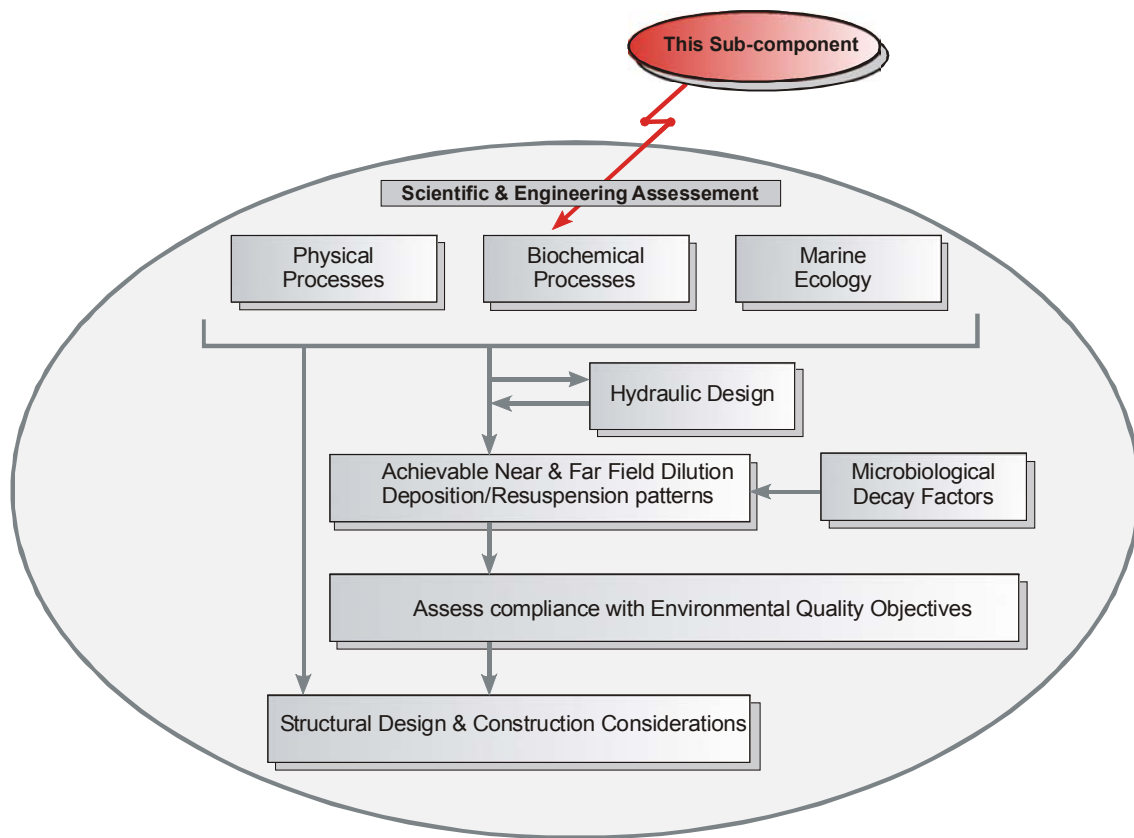 This Sub-component
Scientific & Engineering Assessement
Physical
Processes
Biochemical
Processes
Marine
Ecology
Hydraulic Design
Achievable Near & Far Field Dilution
Deposition/Resuspension patterns
Microbiological
Decay Factors
Assess compliance with Environmental Quality Objectives
Structural Design & Construction Considerations